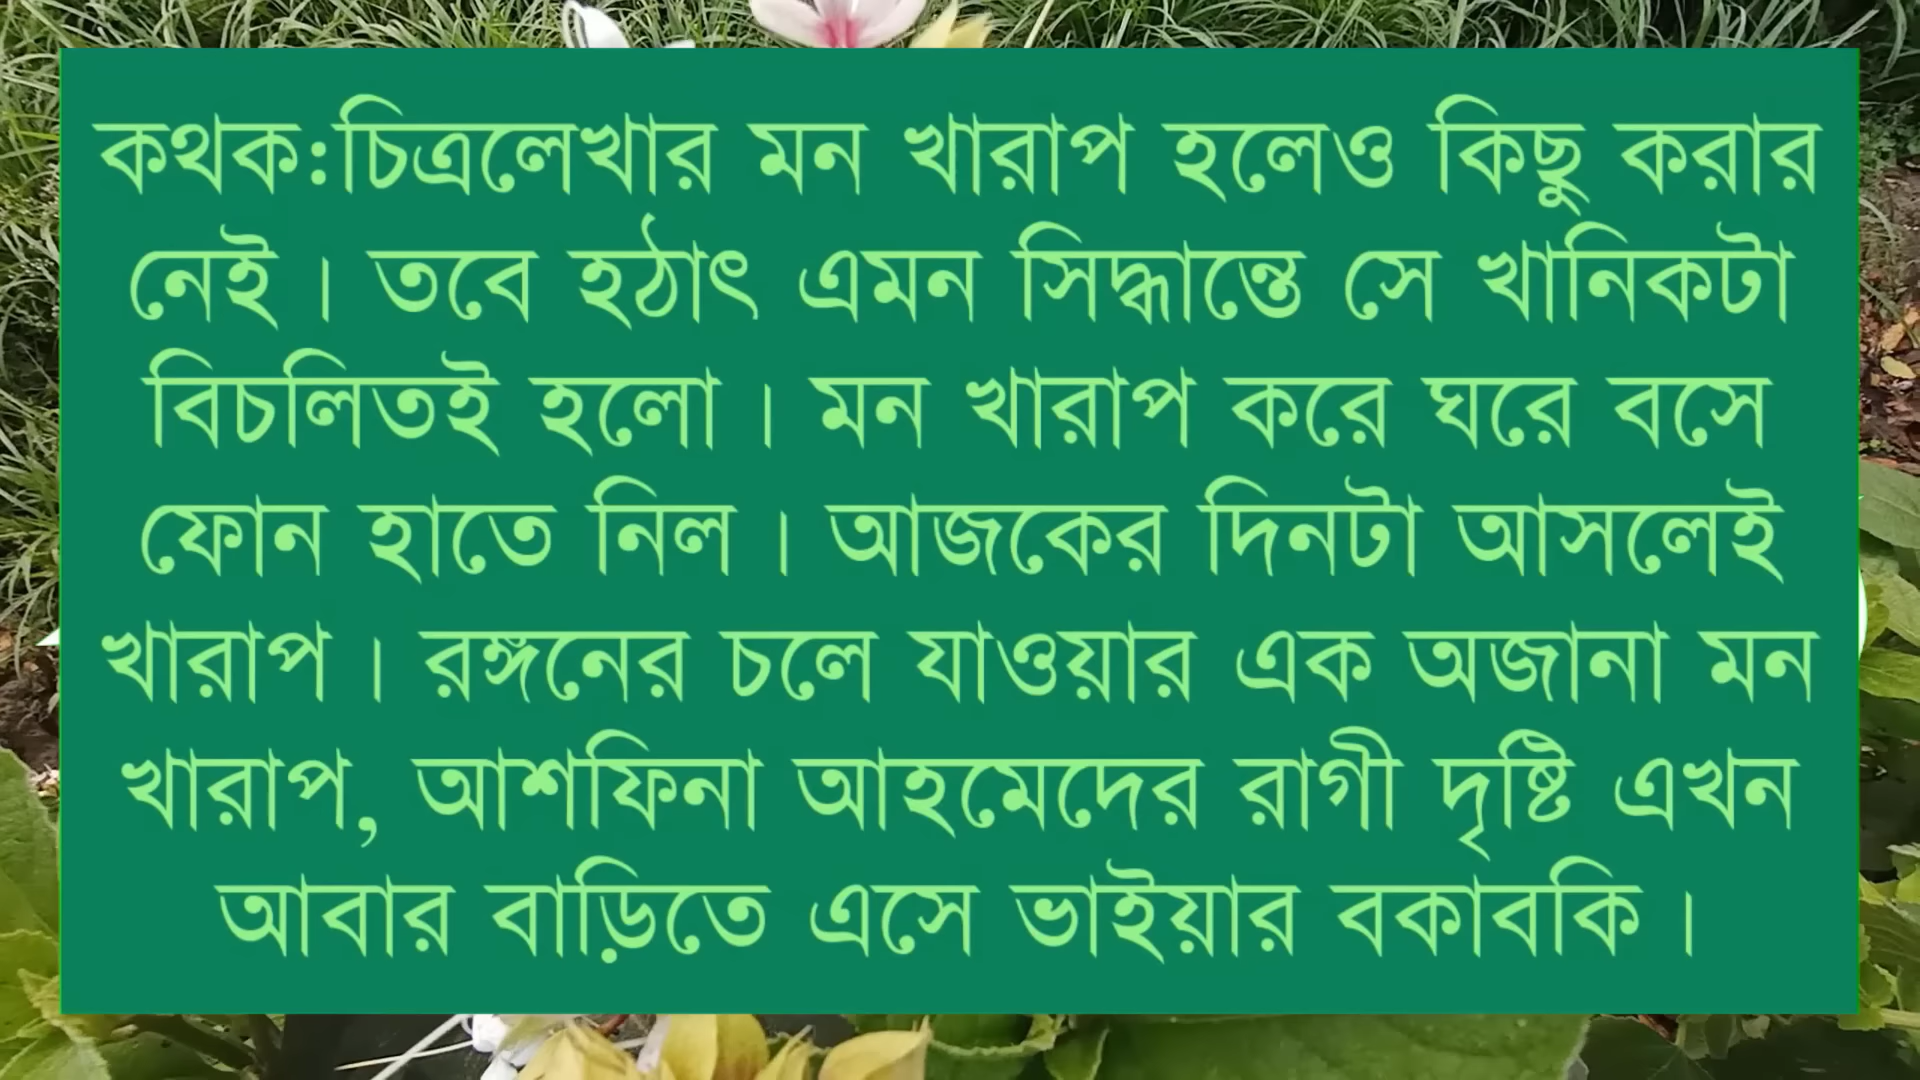 কথক:চিত্রলেখার মন খারাপ হলেও কিছু করার
নেই । তবে হঠাৎ এমন সিদ্ধান্তে সে খানিকটা
বিচলিতই হলো । মন খারাপ করে ঘরে বসে
ফোন হাতে নিল । আজকের দিনটা আসলেই
খারাপ । রঙ্গনের চলে যাওয়ার এক অজানা মন
খারাপ, আশফিনা আহমেদের রাগী দৃষ্টি এখন
আবার বাড়িতে এসে ভাইয়ার বকাবকি ।